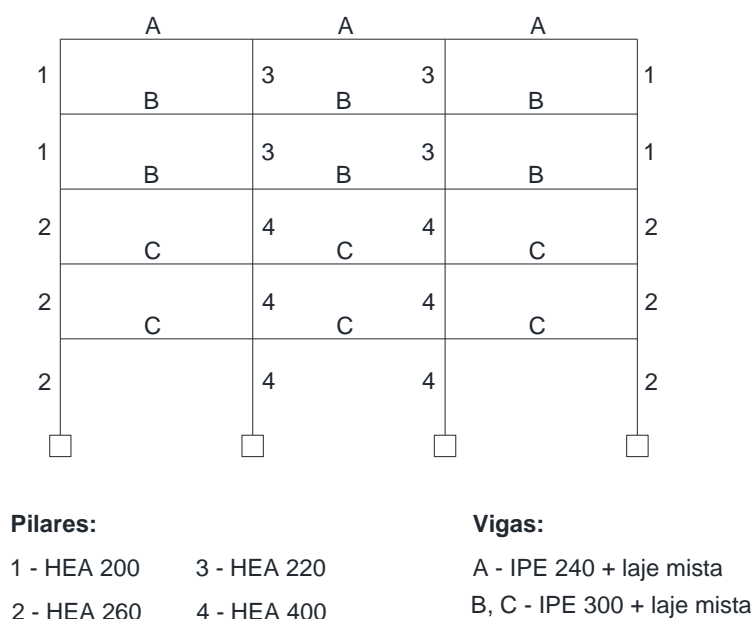 A A A
1 3 3 1
B B B
1 3 3 1
B B B
2 4 4 2
C C C
2 4 4 2
C C C
2 4 4 2
Pilares: Vigas:
1 - HEA 200 3 - HEA 220 A - IPE 240 + laje mista
2 - HEA 260 4 - HEA 400 B, C - IPE 300 + laje mista